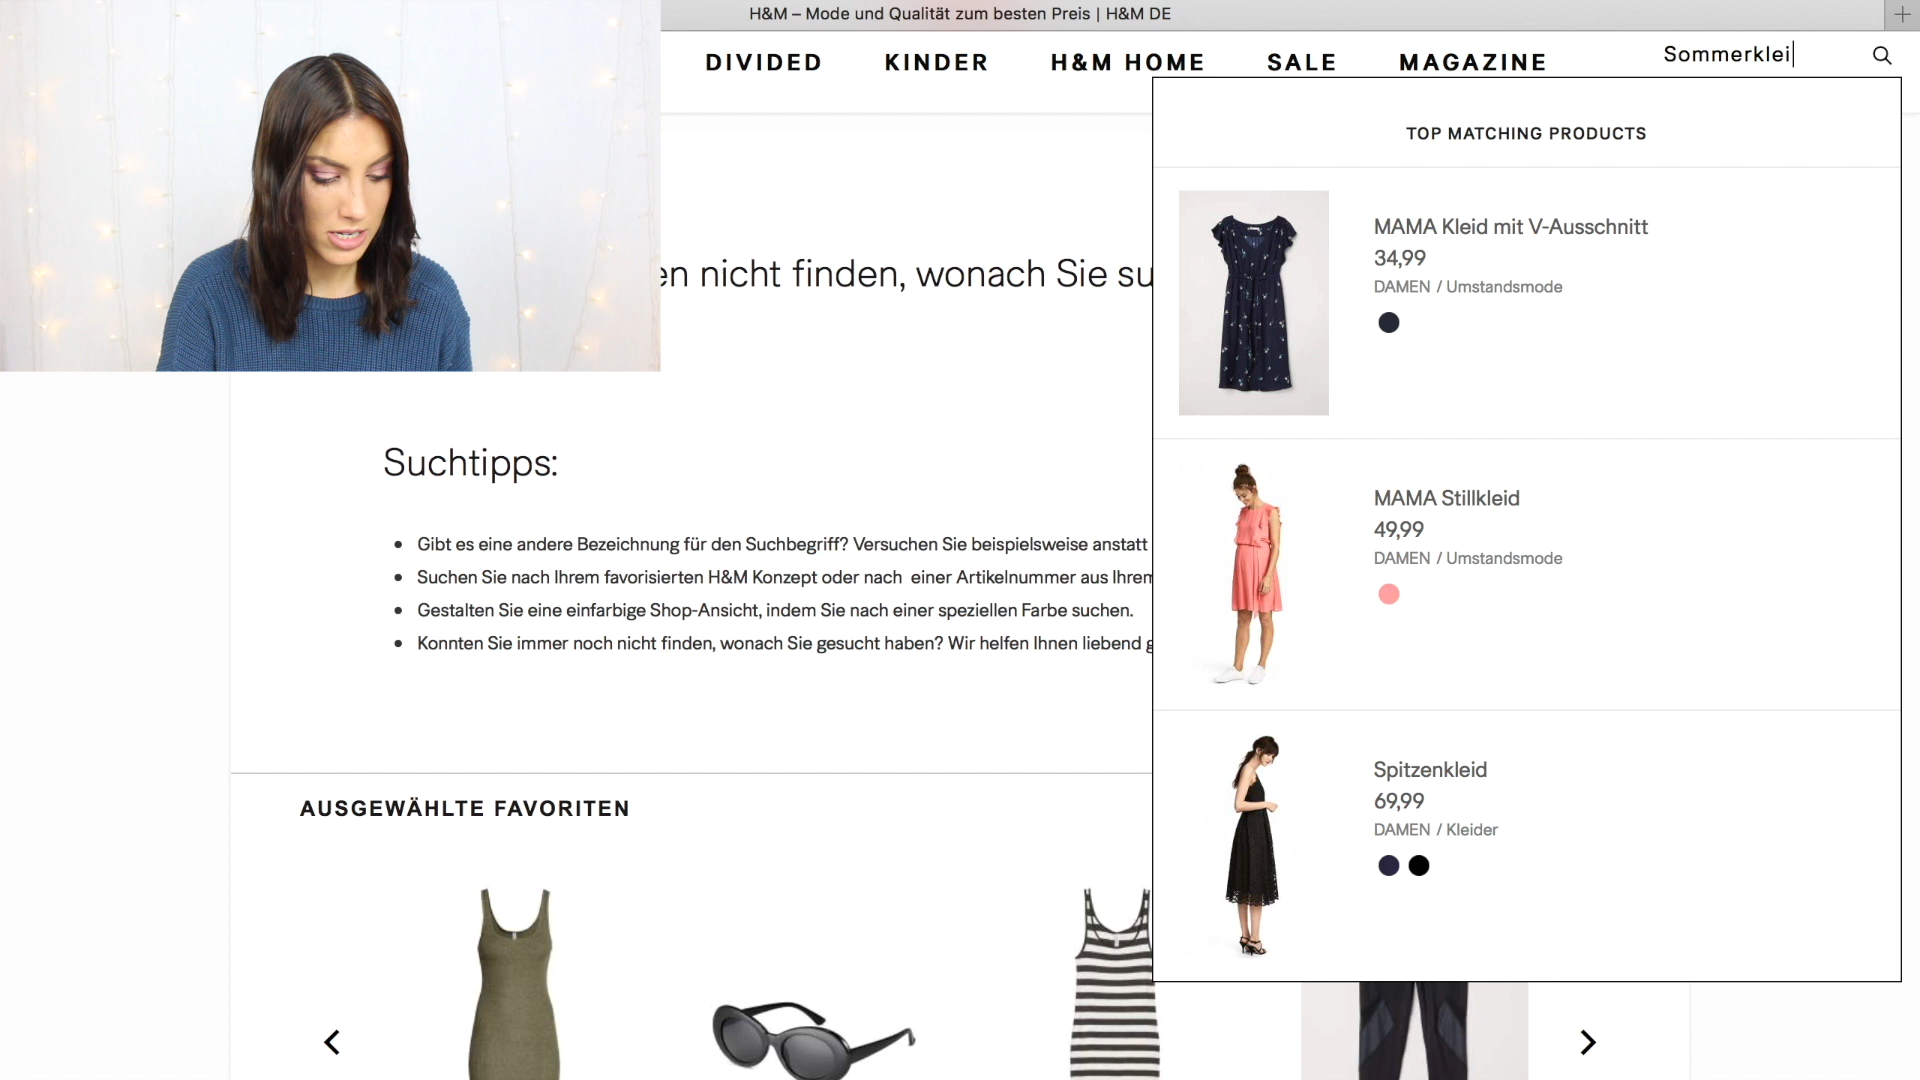 H&M – Mode und Qualität zum besten Preis | H&M DE
DIVIDED KINDER H&M HOME SALE MAGAZINE
Sommerklei
TOP MATCHING PRODUCTS
MAMA Kleid mit V-Ausschnitt
34,99
DAMEN / Umstandsmode
MAMA Stillkleid
49,99
DAMEN / Umstandsmode
Spitzenkleid
69,99
DAMEN / Kleider
nicht finden, wonach Sie
Suchtipps:
Gibt es eine andere Bezeichnung für den Suchbegriff? Versuchen Sie beispielsweise anstatt
Suchen Sie nach Ihrem favorisierten H&M Konzept oder nach einer Artikelnummer aus
Gestalten Sie eine einfarbige Shop-Ansicht, indem Sie nach einer speziellen Farbe suchen.
Konnten Sie immer noch nicht finden, wonach Sie gesucht haben? Wir helfen Ihnen liebend
AUSGEWÄHLTE FAVORITEN